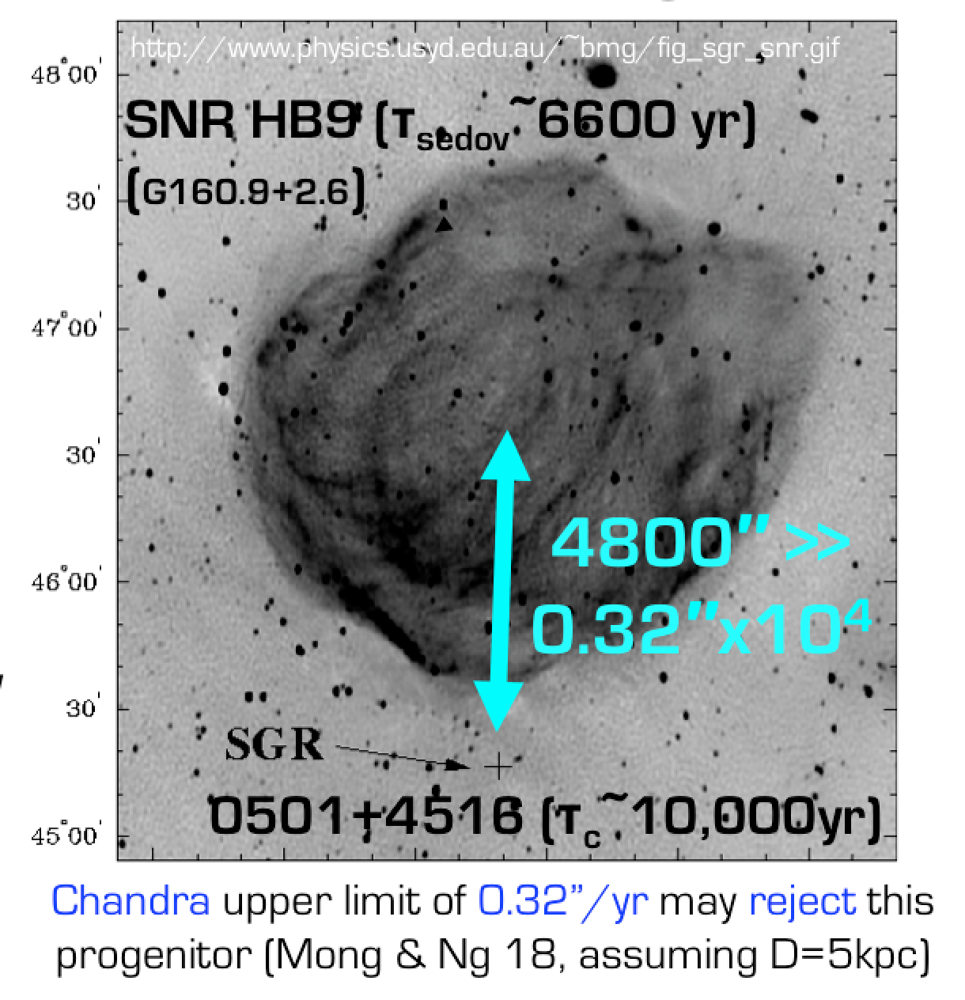 http://www.physics.usyd.edu.au/~bmg/fig_sgr_snr.gif
48°00'
SNR HB9 (τsedov ~6600 yr)
(G160.9+2.6)
30'
47°00'
30'
4800” >>
46°00'
0.32”x10⁴
30'
SGR
0501+4516 (τc ~10,000yr)
45°00'
Chandra upper limit of 0.32”/yr may reject this
progenitor (Mong & Ng 18, assuming D=5kpc)